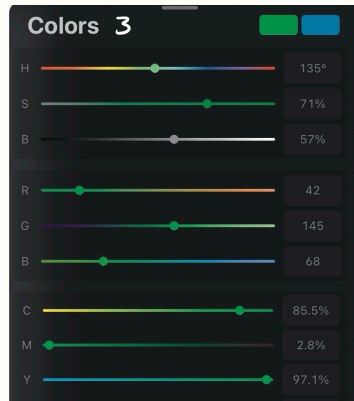 Colors 3
H 135°
S 71%
B 57%
R 42
G 145
B 68
C 85.5%
M 2.8%
Y 97.1%